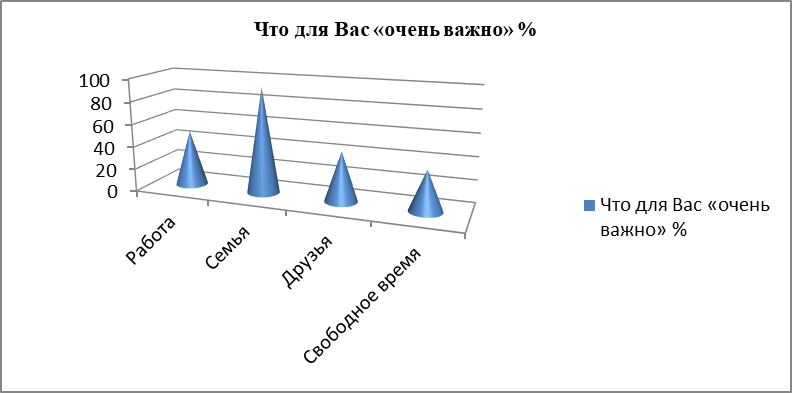 Что для Вас «очень важно» %
100
80
60
40
20
0
Работа
Семья
Друзья
Свободное время
Что для Вас «очень
важно» %